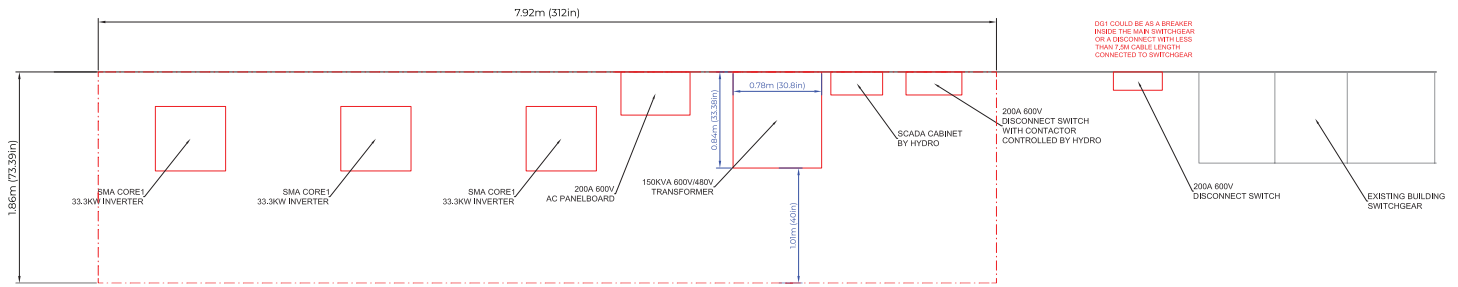 7.92m (312in)
DG1 COULD BE AS A BREAKER
INSIDE THE MAIN SWITCHGEAR
OR A DISCONNECT WITH LESS
THAN 7,5M CABLE LENGTH
CONNECTED TO SWITCHGEAR
1.86m (73.39in)
0.78m (30.8in)
0.84m (33.38in)
1.01m (40in)
SMA CORE1
33.3KW INVERTER
SMA CORE1
33.3KW INVERTER
SMA CORE1
33.3KW INVERTER
200A 600V
AC PANELBOARD
150KVA 600V/480V
TRANSFORMER
SCADA CABINET
BY HYDRO
200A 600V
DISCONNECT SWITCH
WITH CONTACTOR
CONTROLLED BY HYDRO
200A 600V
DISCONNECT SWITCH
EXISTING BUILDING
SWITCHGEAR